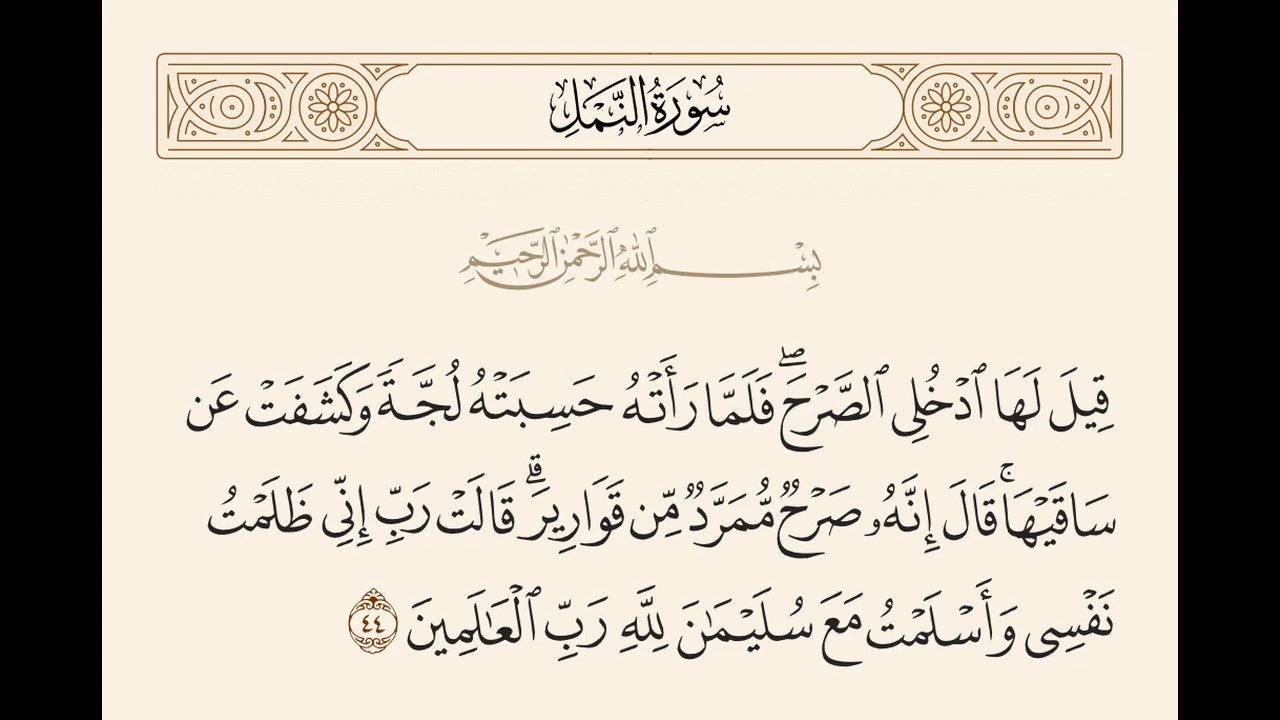 سُورَةُ النَّمۡلِ
بِسۡمِ ٱللَّهِ ٱلرَّحۡمَٰنِ ٱلرَّحِيمِ
قِيلَ لَهَا ٱدۡخُلِى ٱلصَّرۡحَۖ فَلَمَّا رَأَتۡهُ حَسِبَتۡهُ لُجَّةً وَكَشَفَتۡ عَن
سَاقَيۡهَاۚ قَالَ إِنَّهُۥ صَرۡحٌ مُّمَرَّدٌ مِّن قَوَارِيرَۗ قَالَتۡ رَبِّ إِنِّى ظَلَمۡتُ
نَفۡسِى وَأَسۡلَمۡتُ مَعَ سُلَيۡمَٰنَ لِلَّهِ رَبِّ ٱلۡعَٰلَمِينَ ٤٤